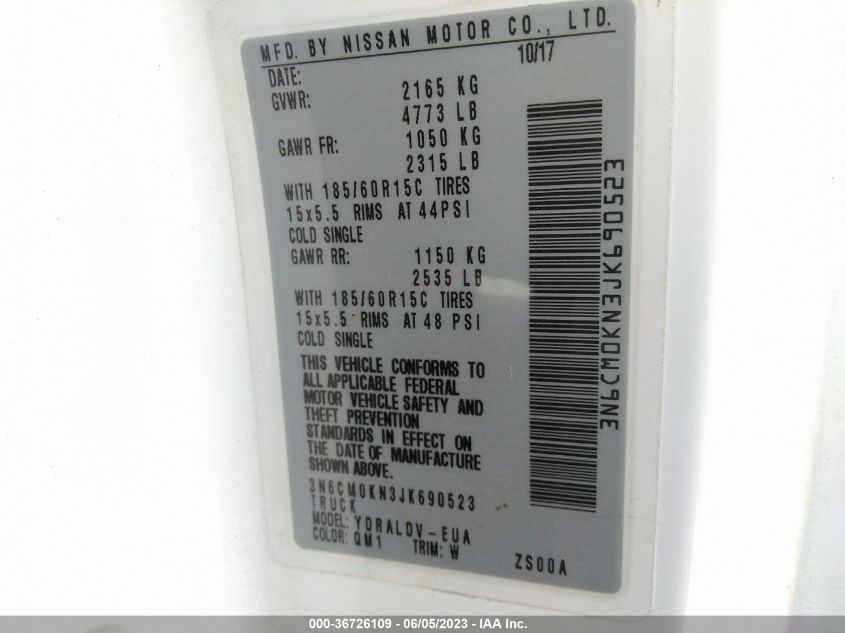 MFD. BY NISSAN MOTOR CO., LTD.
DATE: 10/17
GVWR: 2165 KG
4773 LB
GAWR FR: 1050 KG
2315 LB
WITH 185/60R15C TIRES
15x5.5 RIMS AT 44PSI
COLD SINGLE
GAWR RR: 1150 KG
2535 LB
WITH 185/60R15C TIRES
15x5.5 RIMS AT 48 PSI
COLD SINGLE
THIS VEHICLE CONFORMS TO
ALL APPLICABLE FEDERAL
MOTOR VEHICLE SAFETY AND
THEFT PREVENTION
STANDARDS IN EFFECT ON
THE DATE OF MANUFACTURE
SHOWN ABOVE.
3N6CM0KN3JK690523
TRUCK
MODEL: YDRALDV-EUA
COLOR: QM1 TRIM: W
ZS00A
3N6CM0KN3JK690523
000-36726109 - 06/05/2023 - IAA Inc.